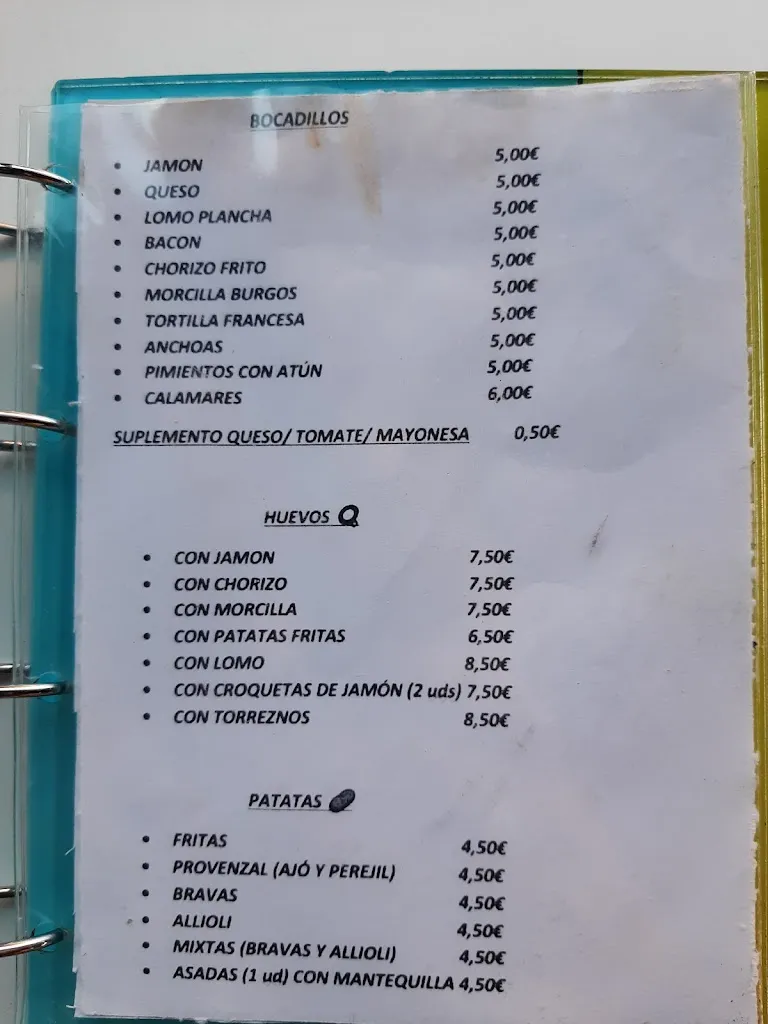 BOCADILLOS
• JAMON 5,00€
• QUESO 5,00€
• LOMO PLANCHA 5,00€
• BACON 5,00€
• CHORIZO FRITO 5,00€
• MORCILLA BURGOS 5,00€
• TORTILLA FRANCESA 5,00€
• ANCHOAS 5,00€
• PIMIENTOS CON ATÚN 5,00€
• CALAMARES 6,00€
SUPLEMENTO QUESO/ TOMATE/ MAYONESA 0,50€
HUEVOS
• CON JAMON 7,50€
• CON CHORIZO 7,50€
• CON MORCILLA 7,50€
• CON PATATAS FRITAS 6,50€
• CON LOMO 8,50€
• CON CROQUETAS DE JAMÓN (2 uds) 7,50€
• CON TORREZNOS 8,50€
PATATAS
• FRITAS 4,50€
• PROVENZAL (AJÓ Y PEREJIL) 4,50€
• BRAVAS 4,50€
• ALLIOLI 4,50€
• MIXTAS (BRAVAS Y ALLIOLI) 4,50€
• ASADAS (1 ud) CON MANTEQUILLA 4,50€